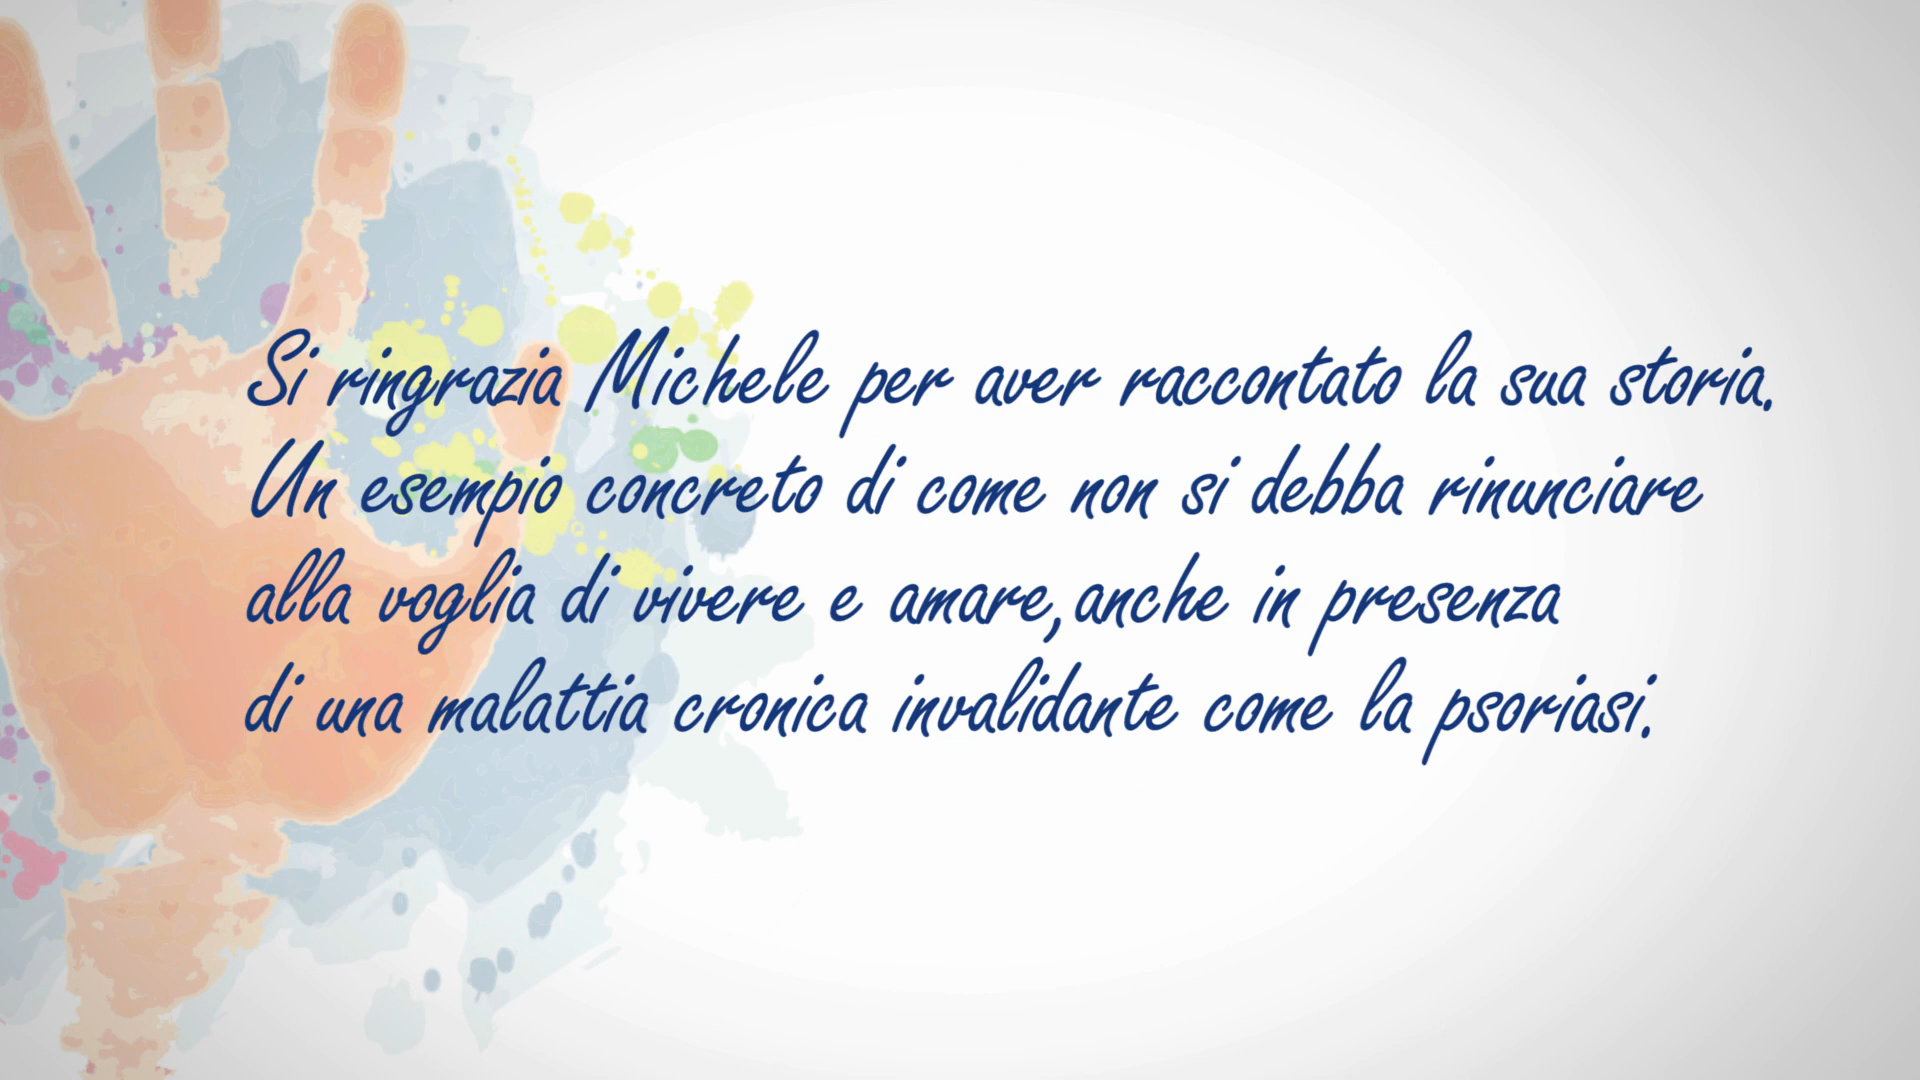 Si ringrazia Michele per aver raccontato la sua storia.
Un esempio concreto di come non si debba rinunciare
alla voglia di vivere e amare, anche in presenza
di una malattia cronica invalidante come la psoriasi.